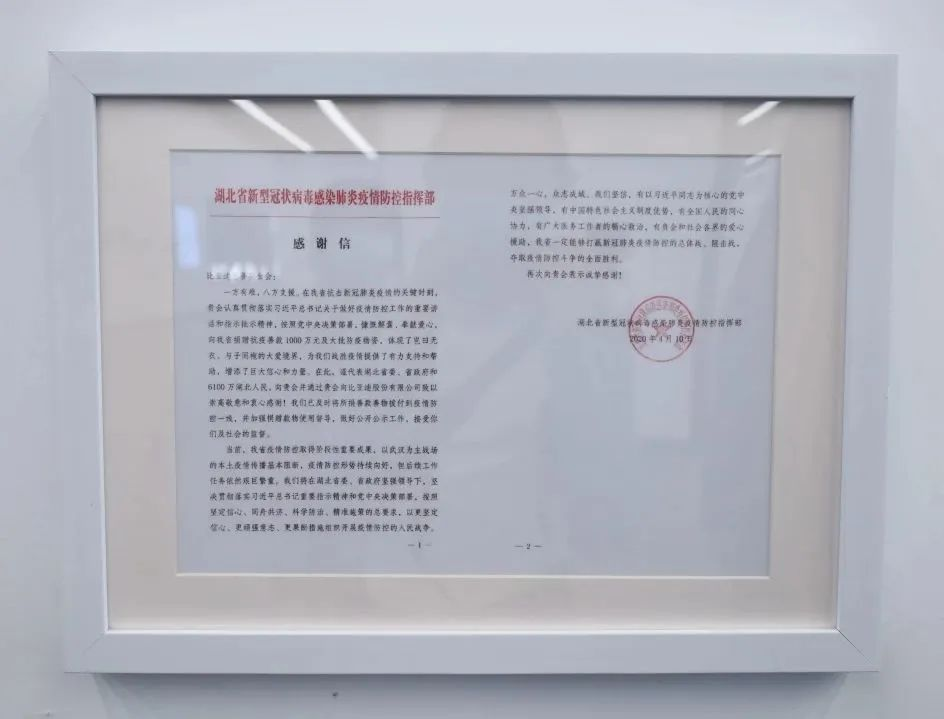 湖北省新型冠状病毒感染肺炎疫情防控指挥部
感谢信
比亚迪慈善基金会：
一方有难，八方支援。在我省抗击新冠肺炎疫情的关键时刻，
贵会认真贯彻落实习近平总书记关于做好疫情防控工作的重要讲
话和指示批示精神，按照党中央决策部署，慷慨解囊，奉献爱心，
向我省捐赠抗疫善款1000万元及大批防疫物资，体现了岂曰无
衣、与子同袍的大爱境界，为我们战胜疫情提供了有力支持和帮
助，增添了巨大信心和力量。在此，谨代表湖北省委、省政府和
6100万湖北人民，向贵会并通过贵会向比亚迪股份有限公司致以
崇高敬意和衷心感谢！我们已及时将所捐善款善物拨付到疫情防
控一线，并加强捐赠款物使用督导，做好公开公示工作、接受你
们及社会的监督。
当前，我省疫情防控取得阶段性重要成果，以武汉为主战场
的本土疫情传播基本阻断，疫情防控形势持续向好，但后续工作
任务依然艰巨繁重。我们将在湖北省委、省政府坚强领导下，坚
决贯彻落实习近平总书记重要指示精神和党中央决策部署，按照
坚定信心、同舟共济、科学防治、精准施策的总要求，以更坚定
信心、更顽强意志、更果断措施组织开展疫情防控的人民战争。
— 1 —
万众一心，众志成城。我们坚信，有以习近平同志为核心的党中
央坚强领导，有中国特色社会主义制度优势，有全国人民的同心
协力，有广大医务工作者的倾心救治，有贵会和社会各界的爱心
援助，我省一定能够打赢新冠肺炎疫情防控的总体战、阻击战，
夺取疫情防控斗争的全面胜利。
再次向贵会表示诚挚感谢！
湖北省新型冠状病毒感染肺炎疫情防控指挥部
2020年4月10日
— 2 —